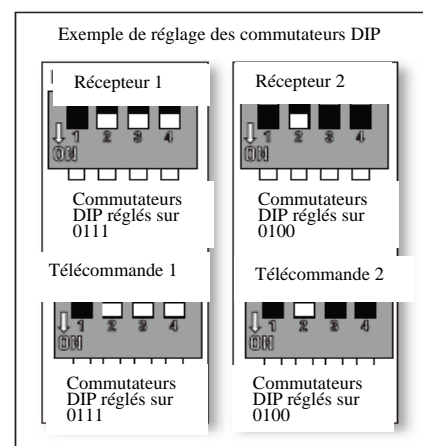 Exemple de réglage des commutateurs DIP
Récepteur 1
1 2 3 4
ON
Commutateurs
DIP réglés sur
0111
Récepteur 2
1 2 3 4
ON
Commutateurs
DIP réglés sur
0100
Télécommande 1
1 2 3 4
ON
Commutateurs
DIP réglés sur
0111
Télécommande 2
1 2 3 4
ON
Commutateurs
DIP réglés sur
0100